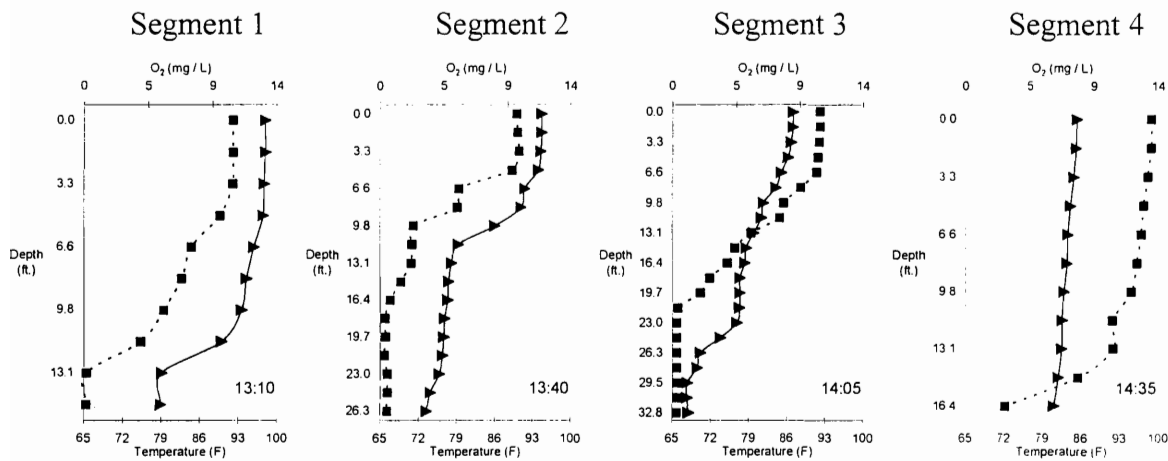 Segment 1 Segment 2 Segment 3 Segment 4
O₂ (mg / L) O₂ (mg / L) O₂ (mg / L) O₂ (mg / L)
0 5 9 14 0 5 9 14 0 5 9 14 0 5 9 14
Depth (ft.)
0.0
3.3
6.6
9.8
13.1
13:10
65 72 79 86 93 100
Temperature (F)
Depth (ft.)
0 0
3.3
6.6
9.8
13.1
16.4
19.7
23.0
26.3
13:40
65 72 79 86 93 100
Temperature (F)
Depth (ft.)
0.0
3.3
6.6
9.8
13.1
16.4
19.7
23.0
26.3
29.5
32.8
14:05
65 72 79 86 93 100
Temperature (F)
Depth (ft.)
0 0
3.3
6.6
9.8
13.1
16.4
14:35
65 72 79 86 93 100
Temperature (F)